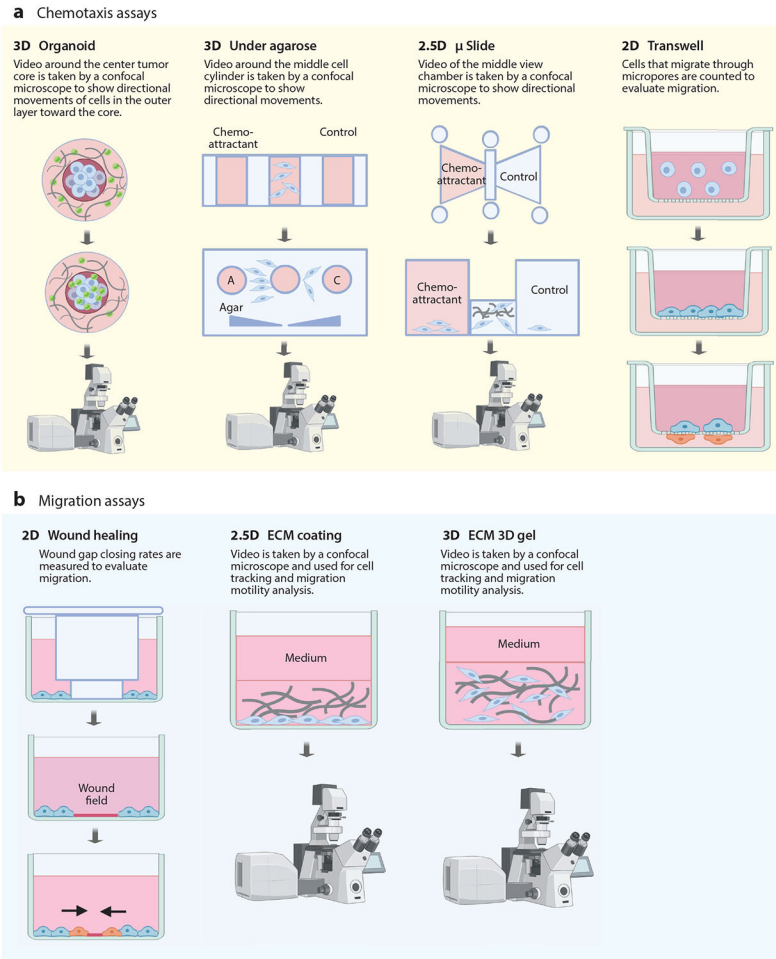 a Chemotaxis assays
3D Organoid
Video around the center tumor
core is taken by a confocal
microscope to show directional
movements of cells in the outer
layer toward the core.
3D Under agarose
Video around the middle cell
cylinder is taken by a confocal
microscope to show
directional movements.
Chemo-
attractant
Control
A
C
Agar
2.5D μ Slide
Video of the middle view
chamber is taken by a confocal
microscope to show directional
movements.
Chemo-
attractant
Control
Chemo-
attractant
Control
2D Transwell
Cells that migrate through
micropores are counted to
evaluate migration.
b Migration assays
2D Wound healing
Wound gap closing rates are
measured to evaluate
migration.
Wound
field
2.5D ECM coating
Video is taken by a confocal
microscope and used for cell
tracking and migration
motility analysis.
Medium
3D ECM 3D gel
Video is taken by a confocal
microscope and used for cell
tracking and migration
motility analysis.
Medium